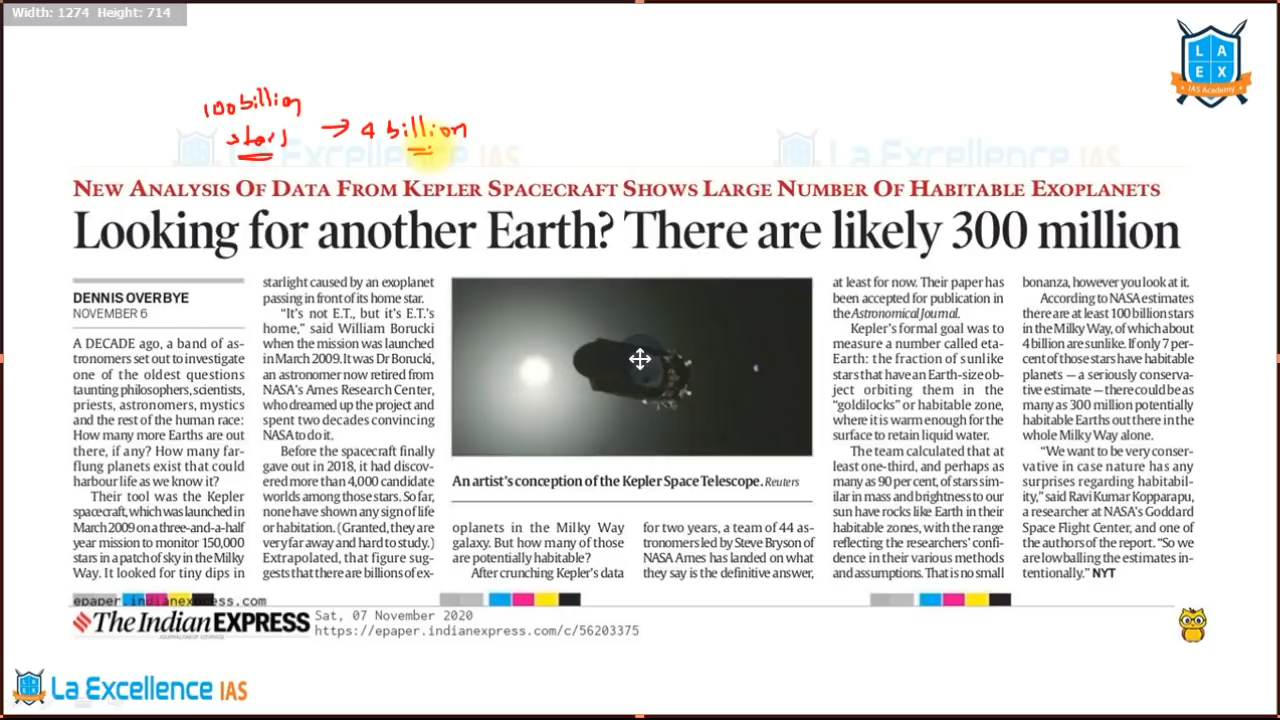 Width: 1274 Height: 714
L A
E X
IAS Academy
100 billion
stars → 4 billion
La Excellence IAS
La Excellence IAS
NEW ANALYSIS OF DATA FROM KEPLER SPACECRAFT SHOWS LARGE NUMBER OF HABITABLE EXOPLANETS
Looking for another Earth? There are likely 300 million
DENNIS OVERBYE
NOVEMBER 6
A DECADE ago, a band of as-
tronomers set out to investigate
one of the oldest questions
taunting philosophers, scientists,
priests, astronomers, mystics
and the rest of the human race:
How many more Earths are out
there, if any? How many far-
flung planets exist that could
harbour life as we know it?
Their tool was the Kepler
spacecraft, which was launched in
March 2009 on a three-and-a-half
year mission to monitor 150,000
stars in a patch of sky in the Milky
Way. It looked for tiny dips in
starlight caused by an exoplanet
passing in front of its home star.
“It’s not E.T., but it’s E.T.’s
home,” said William Borucki
when the mission was launched
in March 2009. It was Dr Borucki,
an astronomer now retired from
NASA’s Ames Research Center,
who dreamed up the project and
spent two decades convincing
NASA to do it.
Before the spacecraft finally
gave out in 2018, it had discov-
ered more than 4,000 candidate
worlds among those stars. So far,
none have shown any sign of life
or habitation. (Granted, they are
very far away and hard to study.)
Extrapolated, that figure sug-
gests that there are billions of ex-
An artist’s conception of the Kepler Space Telescope. Reuters
oplanets in the Milky Way
galaxy. But how many of those
are potentially habitable?
After crunching Kepler’s data
for two years, a team of 44 as-
tronomers led by Steve Bryson of
NASA Ames has landed on what
they say is the definitive answer,
at least for now. Their paper has
been accepted for publication in
the Astronomical Journal.
Kepler’s formal goal was to
measure a number called eta-
Earth: the fraction of sunlike
stars that have an Earth-size ob-
ject orbiting them in the
“goldilocks” or habitable zone,
where it is warm enough for the
surface to retain liquid water.
The team calculated that at
least one-third, and perhaps as
many as 90 per cent, of stars sim-
ilar in mass and brightness to our
sun have rocks like Earth in their
habitable zones, with the range
reflecting the researchers’ confi-
dence in their various methods
and assumptions. That is no small
bonanza, however you look at it.
According to NASA estimates
there are at least 100 billion stars
in the Milky Way, of which about
4 billion are sunlike. If only 7 per-
cent of those stars have habitable
planets — a seriously conserva-
tive estimate — there could be as
many as 300 million potentially
habitable Earths out there in the
whole Milky Way alone.
“We want to be very conser-
vative in case nature has any
surprises regarding habitabil-
ity,” said Ravi Kumar Kopparapu,
a researcher at NASA’s Goddard
Space Flight Center, and one of
the authors of the report. “So we
are lowballing the estimates in-
tentionally.” NYT
epaper.indianexpress.com
The Indian EXPRESS
Sat, 07 November 2020
https://epaper.indianexpress.com/c/56203375
La Excellence IAS